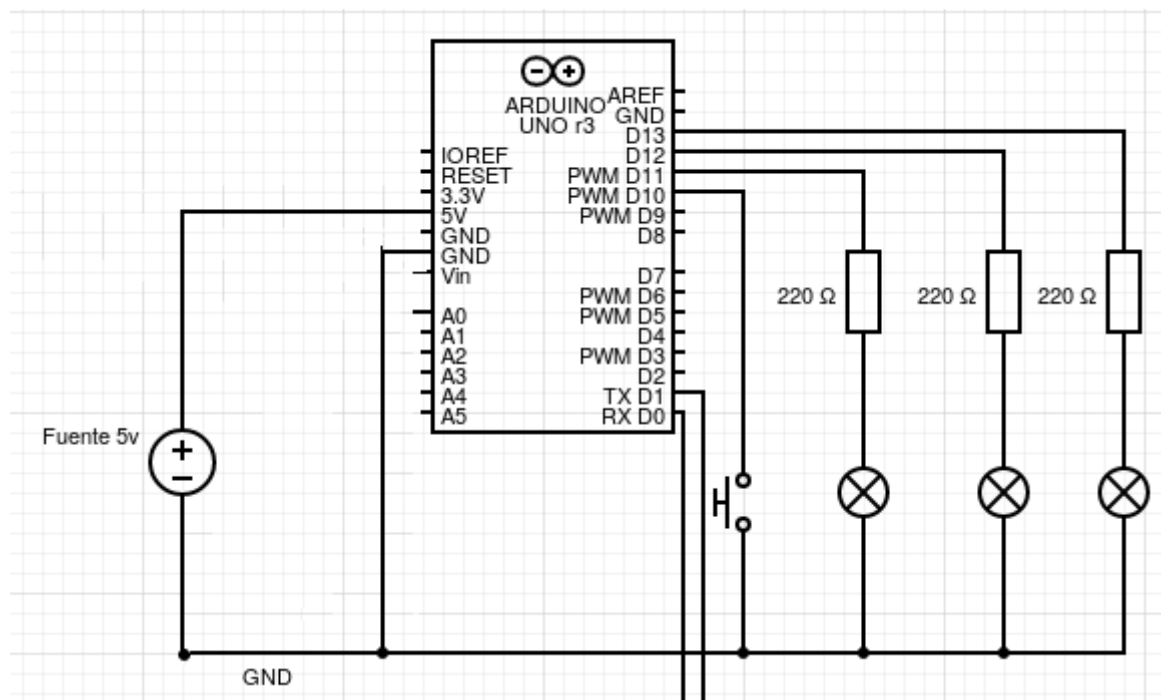 ARDUINO
UNO r3
AREF
GND
D13
IOREF
D12
RESET
PWM D11
3.3V
PWM D10
5V
PWM D9
GND
D8
GND
Vin
D7
PWM D6
A0
PWM D5
A1
D4
A2
PWM D3
A3
D2
A4
TX D1
A5
RX D0
220 Ω
220 Ω
220 Ω
Fuente 5v
GND